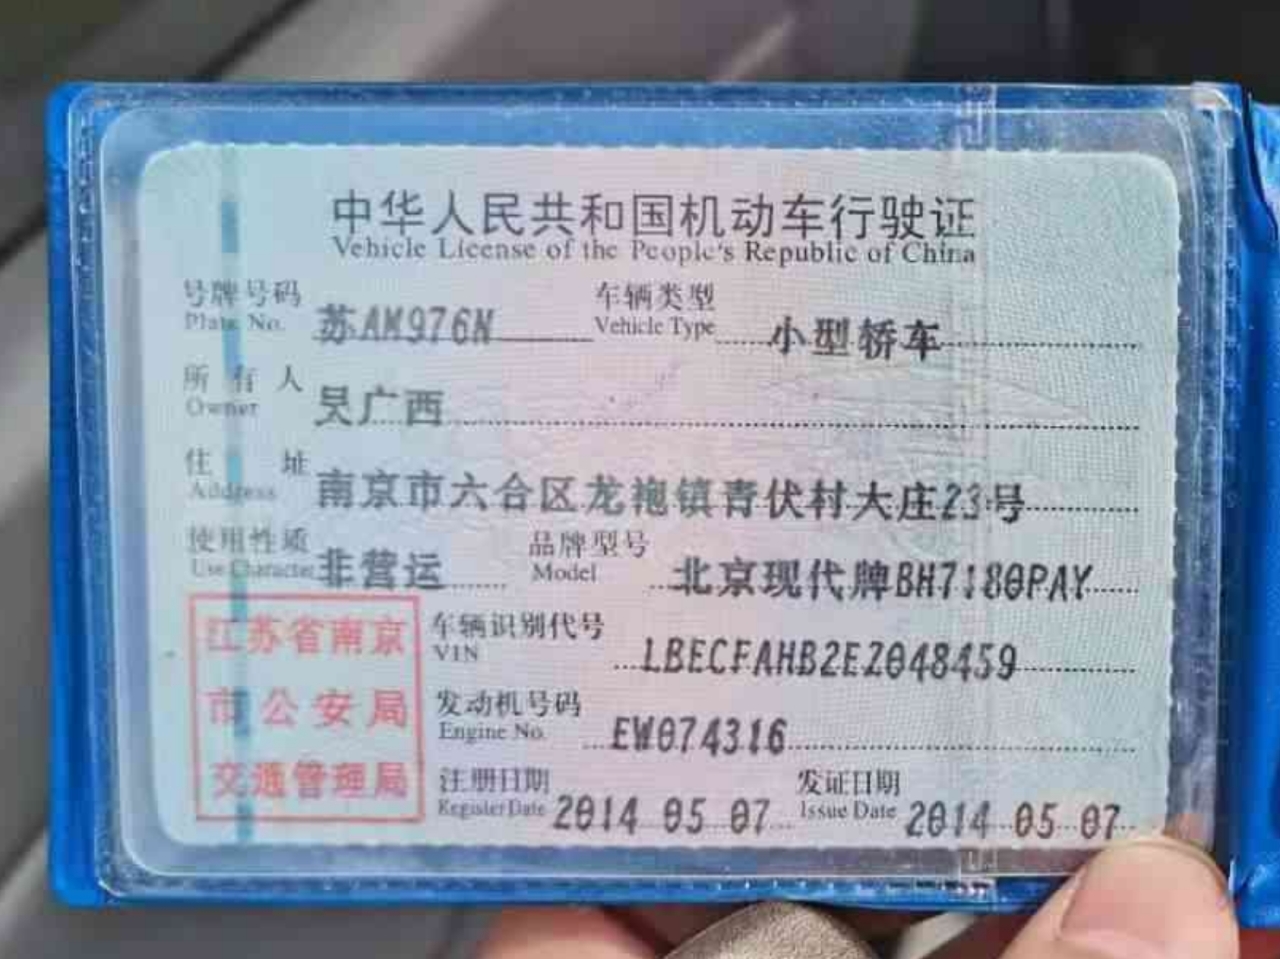 中华人民共和国机动车行驶证
Vehicle License of the People's Republic of China
号牌号码 苏AM976N 车辆类型 小型轿车
Plate No. Vehicle Type
所有人 旲广西
Owner
住址 南京市六合区龙袍镇青伏村大庄23号
Address
使用性质 非营运 品牌型号 北京现代牌BH7180PAY
Use Character Model
江苏省南京
市公安局
交通管理局
车辆识别代号 LBECFAHB2EZ048459
VIN
发动机号码 EW074316
Engine No.
注册日期 2014 05 07 发证日期 2014 05 07
Register Date Issue Date